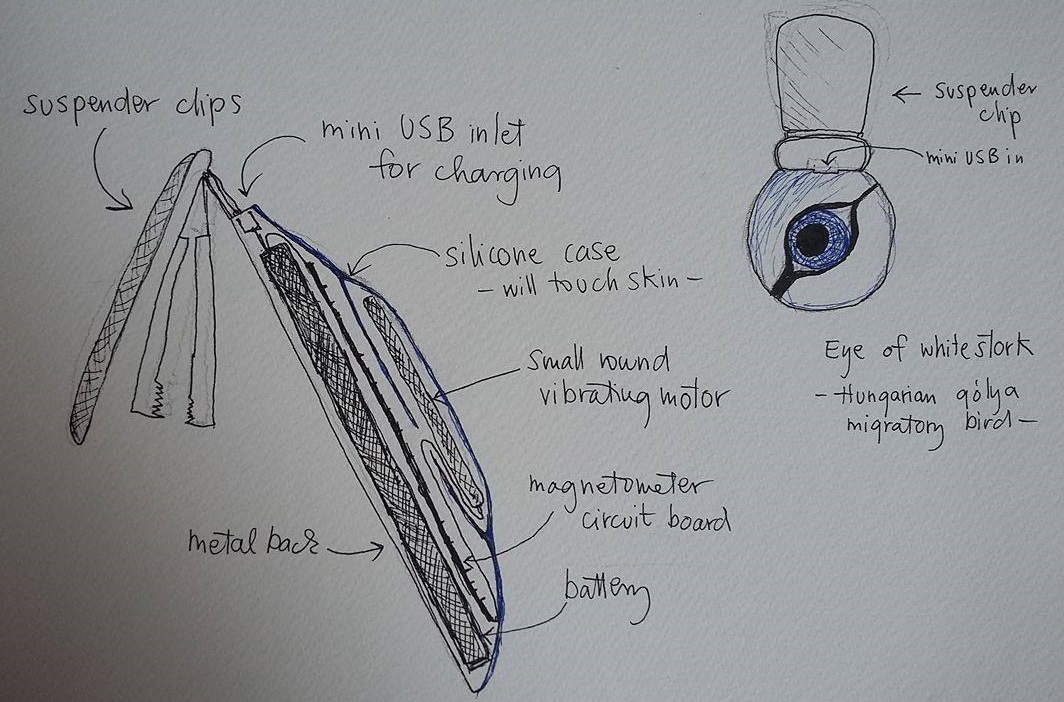 suspender clips
mini USB inlet
for charging
silicone case
- will touch skin -
small round
vibrating motor
magnetometer
circuit board
metal back
battery
suspender
chip
mini USB in
Eye of white stork
- Hungarian gólya
migratory bird -